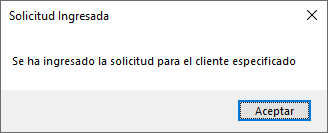 Solicitud Ingresada
Se ha ingresado la solicitud para el cliente especificado
Aceptar